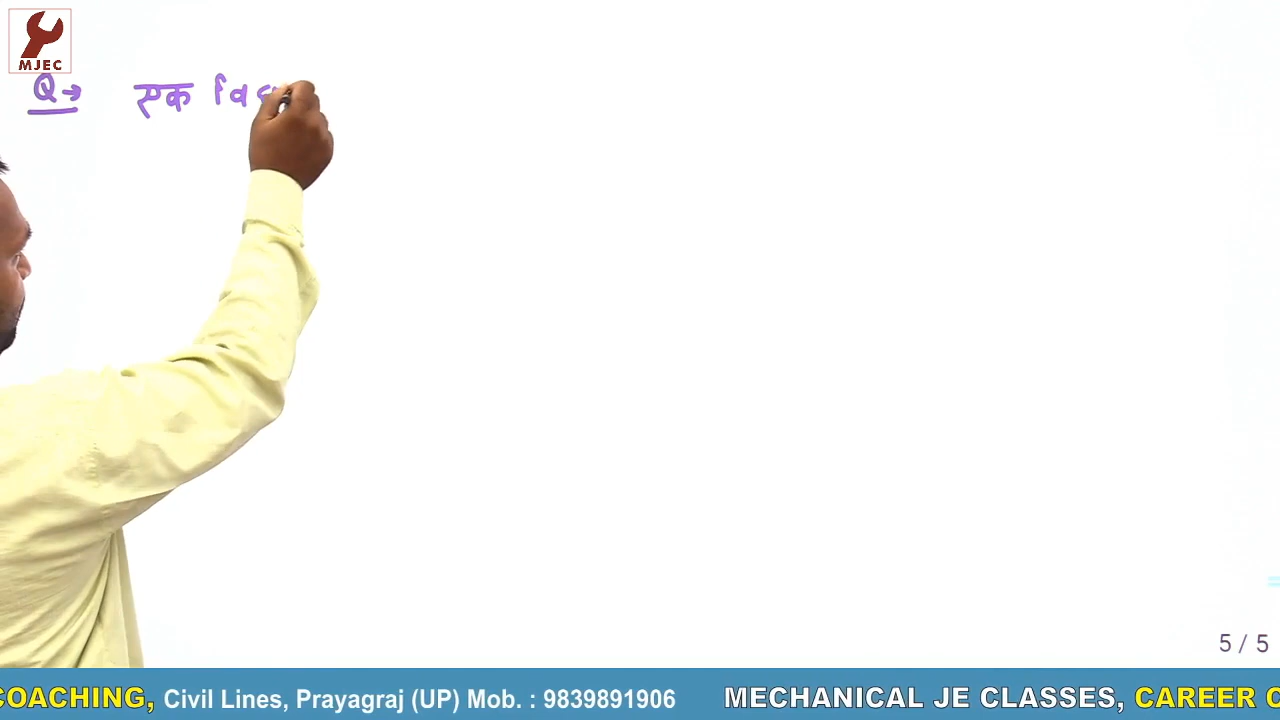 MJEC
Q→ एक
5 / 5
COACHING, Civil Lines, Prayagraj (UP) Mob. : 9839891906 MECHANICAL JE CLASSES, CAREER